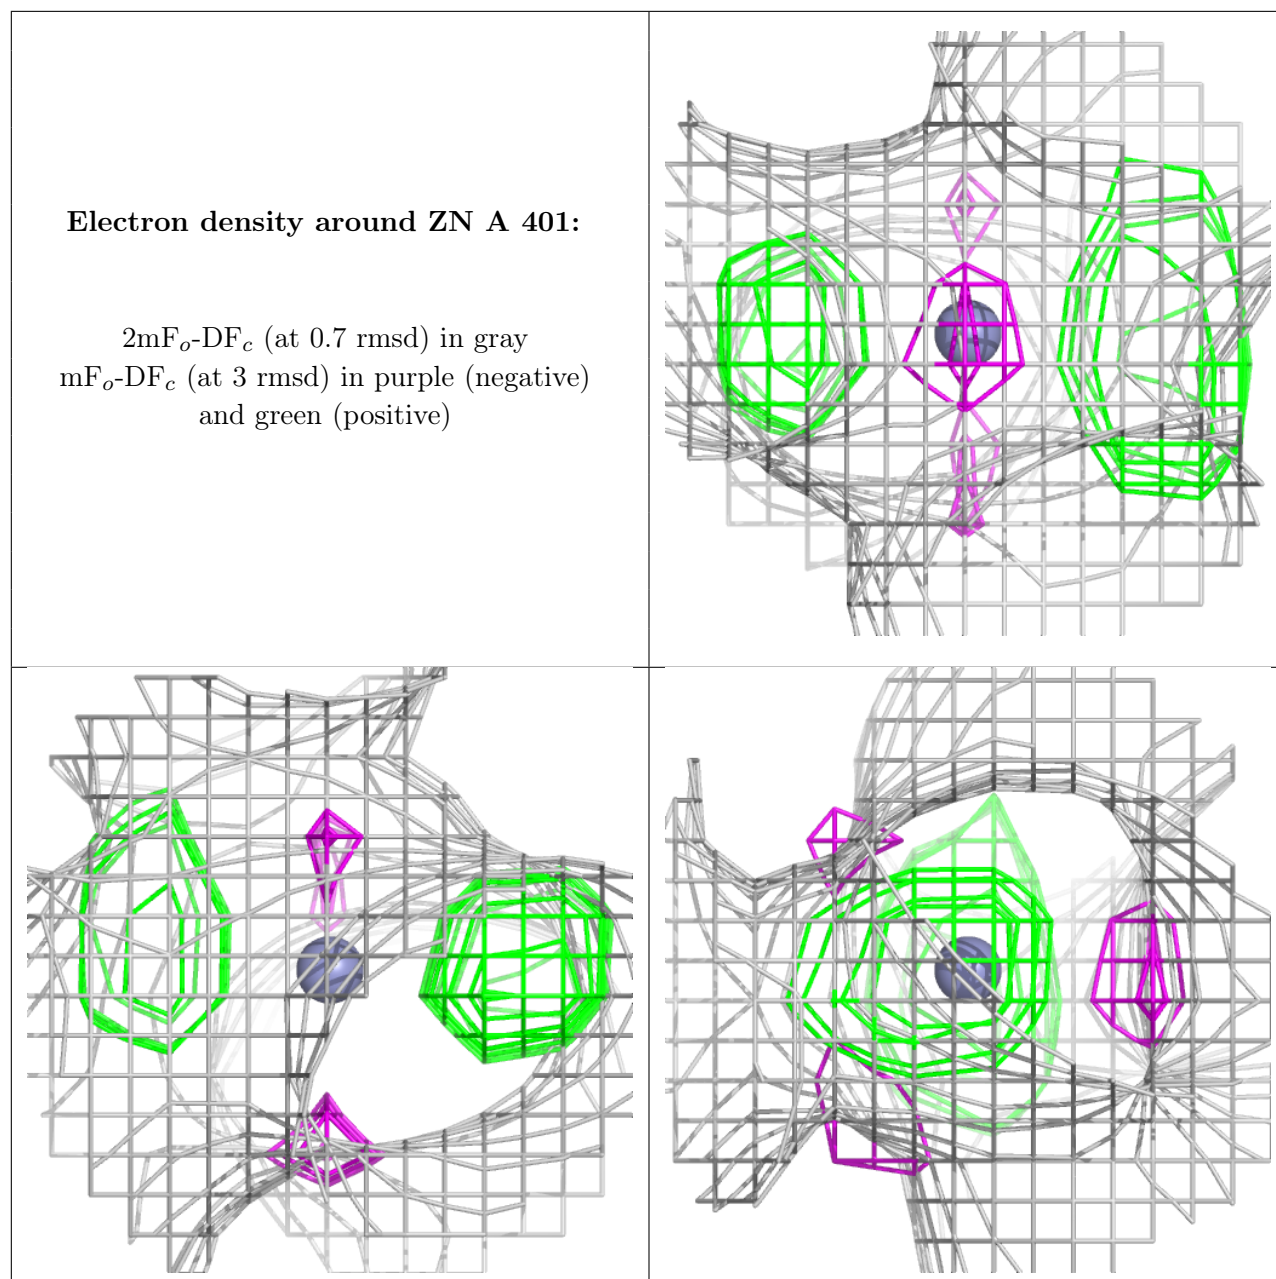 Electron density around ZN A 401:
2mFₒ-DF𝒸 (at 0.7 rmsd) in gray
mFₒ-DF𝒸 (at 3 rmsd) in purple (negative)
and green (positive)